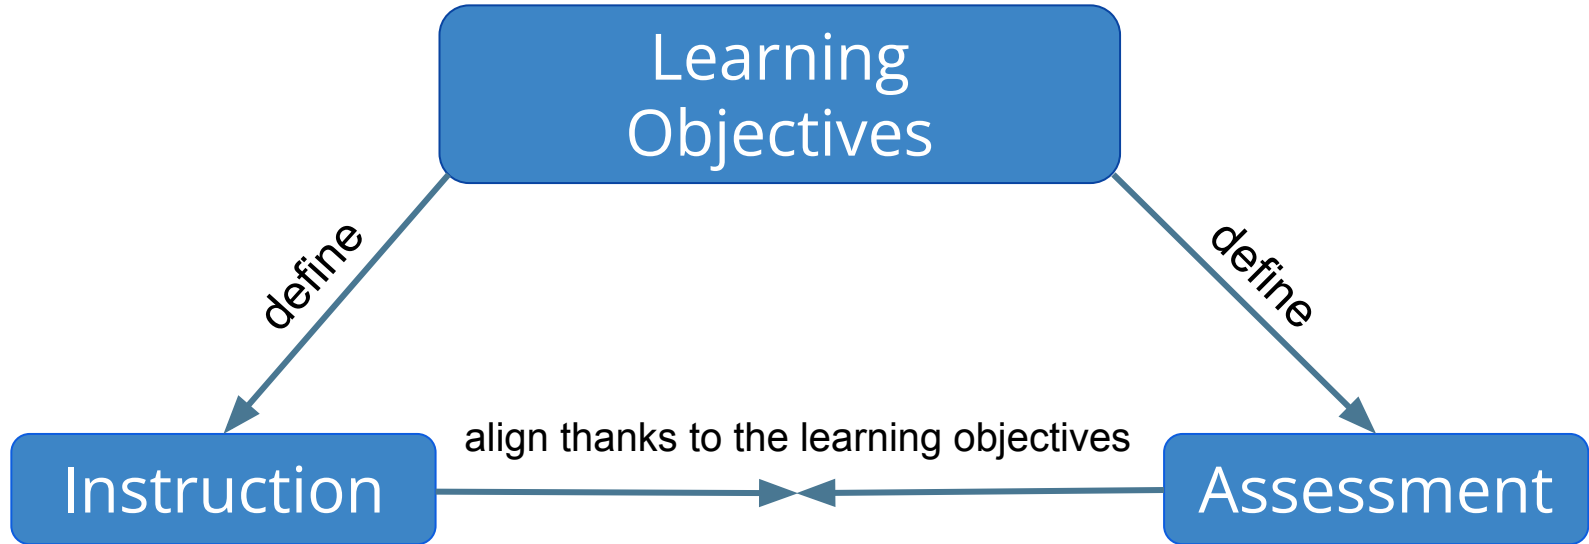 Learning
Objectives
define
define
align thanks to the learning objectives
Instruction
Assessment